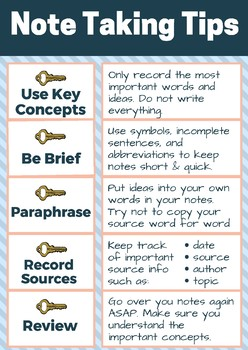 Note Taking Tips
Use Key
Concepts
Only record the most
important words and
ideas. Do not write
everything.
Be Brief
Use symbols, incomplete
sentences, and
abbreviations to keep
notes short & quick.
Paraphrase
Put ideas into your own
words in your notes.
Try not to copy your
source word for word
Record
Sources
Keep track
of important
source info
such as:
• date
• source
• author
• topic
Review
Go over you notes again
ASAP. Make sure you
understand the
important concepts.